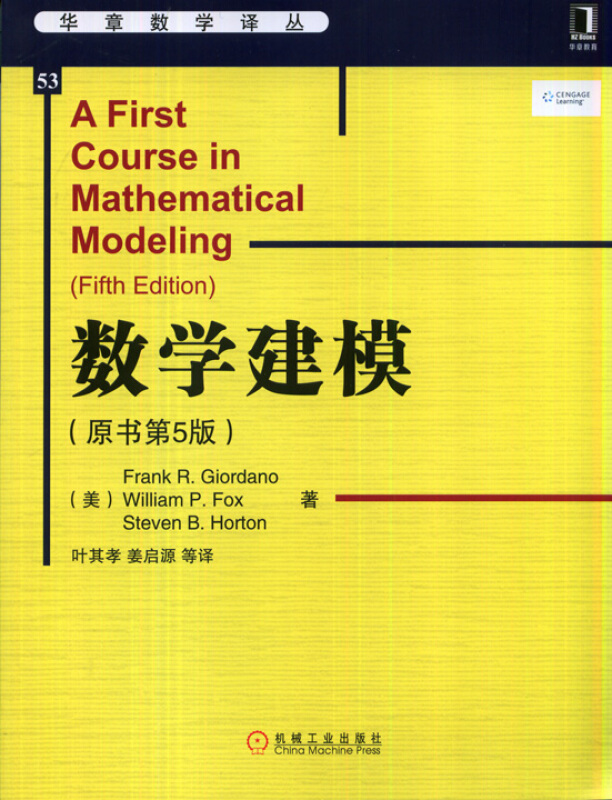 华章数学译丛
HZ Books
华章教育
53
CENGAGE
Learning
A First
Course in
Mathematical
Modeling
(Fifth Edition)
数学建模
(原书第5版)
Frank R. Giordano
(美) William P. Fox 著
Steven B. Horton
叶其孝 姜启源 等译
机械工业出版社
China Machine Press